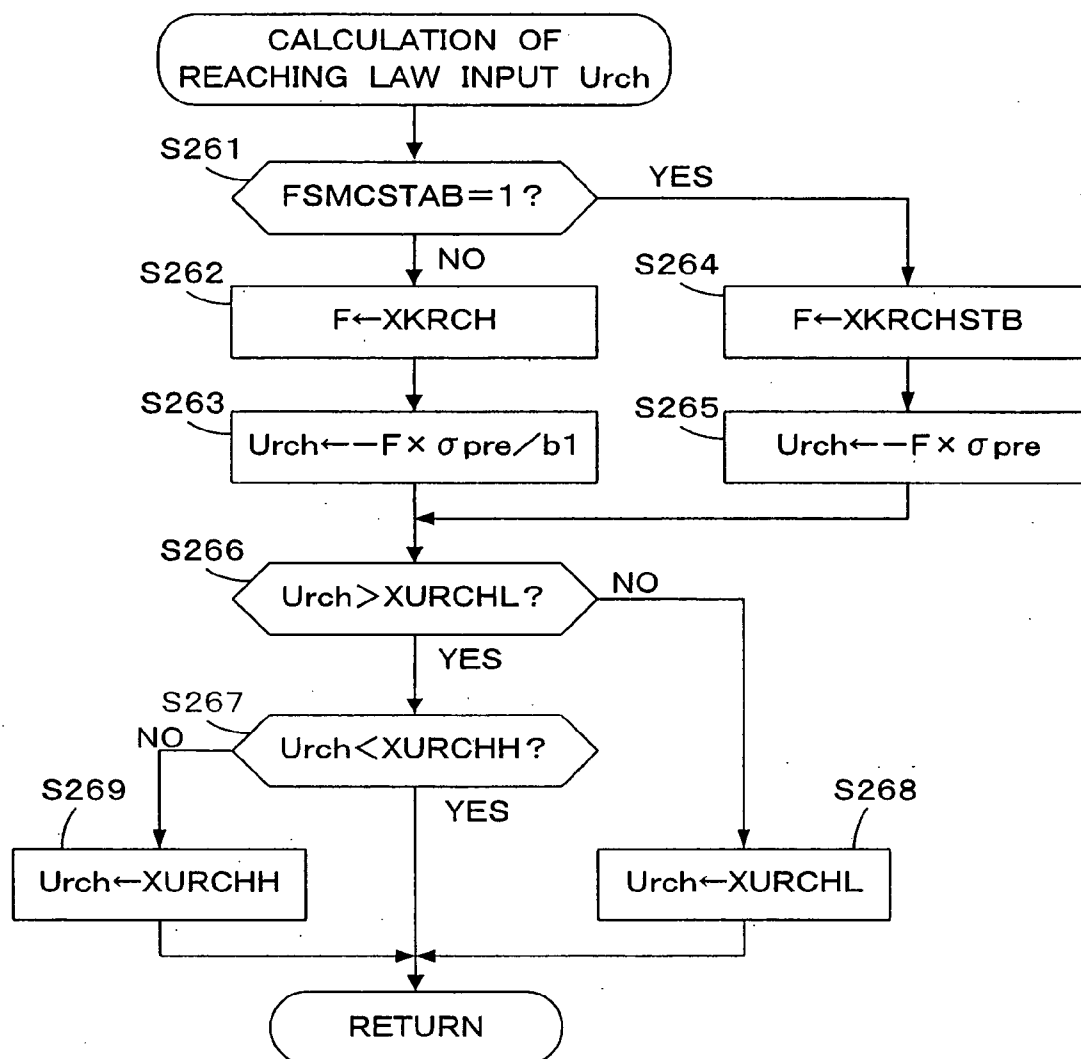 CALCULATION OF
REACHING LAW INPUT Urch
S261
FSMCSTAB=1?
YES
NO
S262
F←XKRCH
S264
F←XKRCHSTB
S263
Urch←−F×σpre/b1
S265
Urch←−F×σpre
S266
Urch>XURCHL?
NO
YES
S267
Urch<XURCHH?
NO
YES
S269
Urch←XURCHH
S268
Urch←XURCHL
RETURN